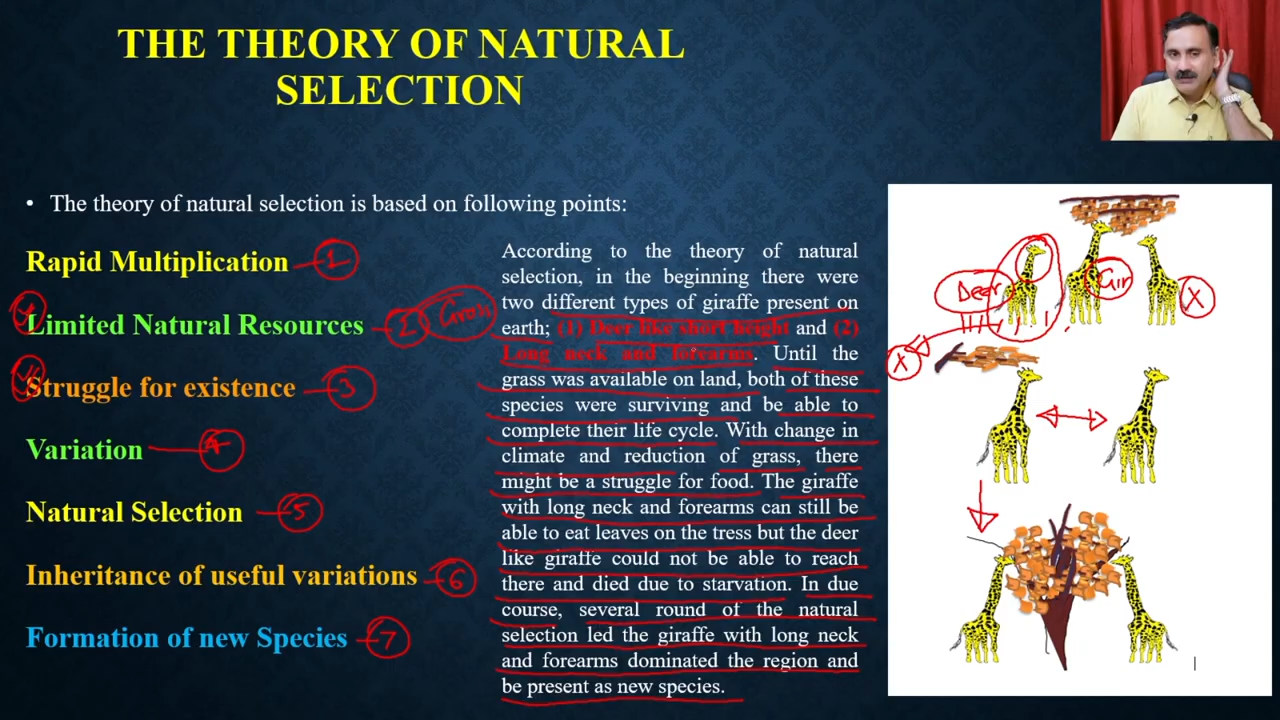 THE THEORY OF NATURAL
SELECTION
• The theory of natural selection is based on following points:
Rapid Multiplication 1
Limited Natural Resources 2 Grass
Struggle for existence 3
Variation 4
Natural Selection 5
Inheritance of useful variations 6
Formation of new Species 7
According to the theory of natural
selection, in the beginning there were
two different types of giraffe present on
earth; (1) Deer like short height and (2)
Long neck and forearms. Until the
grass was available on land, both of these
species were surviving and be able to
complete their life cycle. With change in
climate and reduction of grass, there
might be a struggle for food. The giraffe
with long neck and forearms can still be
able to eat leaves on the tress but the deer
like giraffe could not be able to reach
there and died due to starvation. In due
course, several round of the natural
selection led the giraffe with long neck
and forearms dominated the region and
be present as new species.
Deer
Gir
X
X